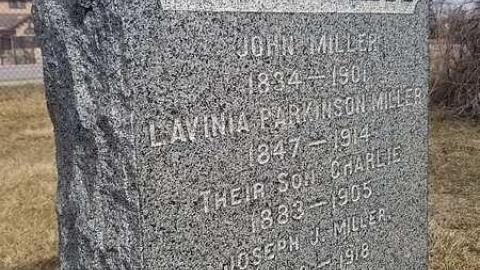 JOHN MILLER
1834–1901
LAVINIA PARKINSON MILLER
1847–1914
THEIR SON CHARLIE
1883–1905
JOSEPH J. MILLER.
–1918